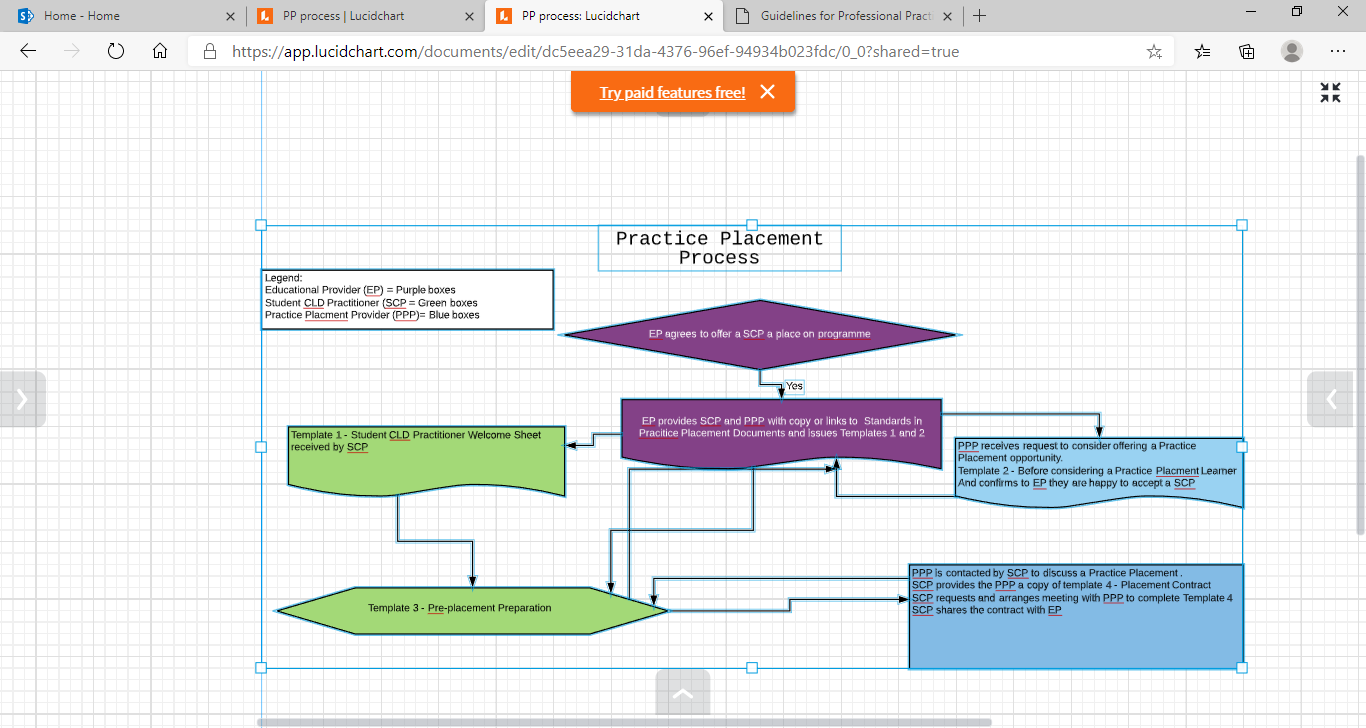 Home - Home
PP process | Lucidchart
PP process: Lucidchart
Guidelines for Professional Pract
https://app.lucidchart.com/documents/edit/dc5eea29-31da-4376-96ef-94934b023fdc/0_0?shared=true
Try paid features free!
Practice Placement
Process
Legend:
Educational Provider (EP) = Purple boxes
Student CLD Practitioner (SCP = Green boxes
Practice Placment Provider (PPP)= Blue boxes
EP agrees to offer a SCP a place on programme
Yes
EP provides SCP and PPP with copy or links to Standards in
Pracitice Placement Documents and issues Templates 1 and 2
Template 1 - Student CLD Practitioner Welcome Sheet
received by SCP
PPP receives request to consider offering a Practice
Placement opportunity.
Template 2 - Before considering a Practice Placment Learner
And confirms to EP they are happy to accept a SCP
Template 3 - Pre-placement Preparation
PPP is contacted by SCP to discuss a Practice Placement .
SCP provides the PPP a copy of template 4 - Placement Contract
SCP requests and arranges meeting with PPP to complete Template 4
SCP shares the contract with EP